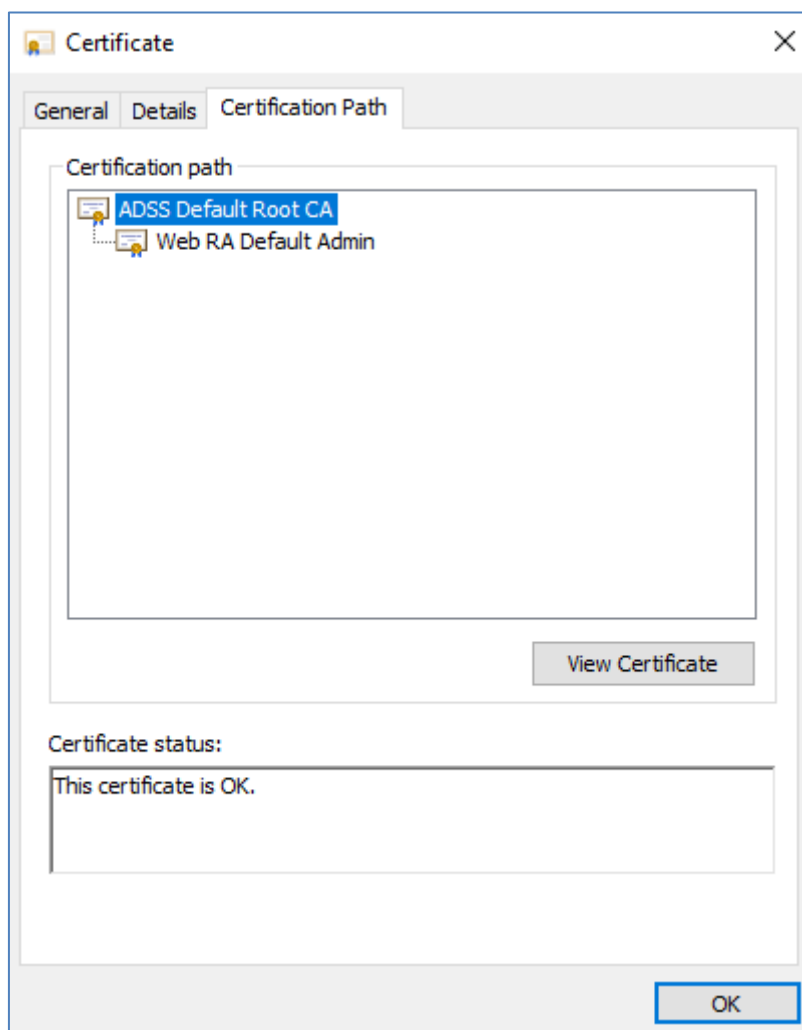 Certificate
General Details Certification Path
Certification path
ADSS Default Root CA
Web RA Default Admin
View Certificate
Certificate status:
This certificate is OK.
OK